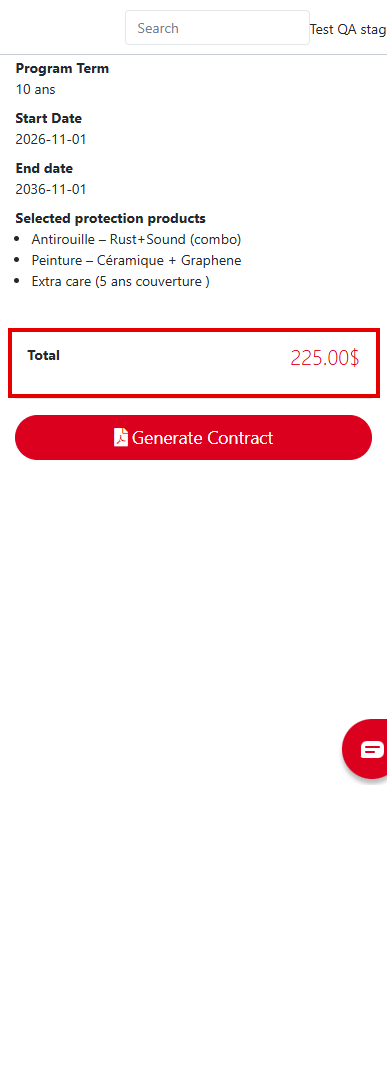 Search
Test QA stag
Program Term
10 ans
Start Date
2026-11-01
End date
2036-11-01
Selected protection products
• Antirouille – Rust+Sound (combo)
• Peinture – Céramique + Graphene
• Extra care (5 ans couverture )
Total
225.00$
Generate Contract